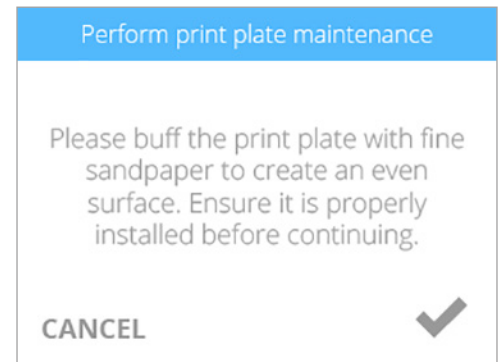 Perform print plate maintenance
Please buff the print plate with fine
sandpaper to create an even
surface. Ensure it is properly
installed before continuing.
CANCEL